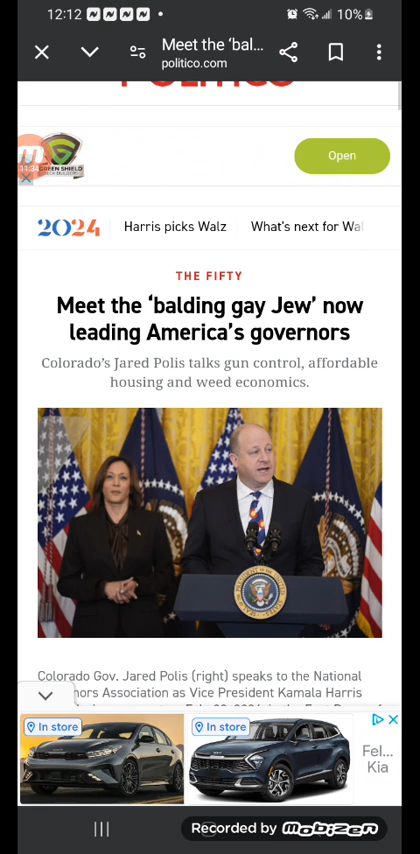 12:12
10%
Meet the ‘bal...
politico.com
GREEN SHIELD
Open
2024 Harris picks Walz What's next for Wal
THE FIFTY
Meet the ‘balding gay Jew’ now
leading America’s governors
Colorado’s Jared Polis talks gun control, affordable
housing and weed economics.
Colorado Gov. Jared Polis (right) speaks to the National
nors Association as Vice President Kamala Harris
In store
In store
Fel...
Kia
Recorded by mobizen